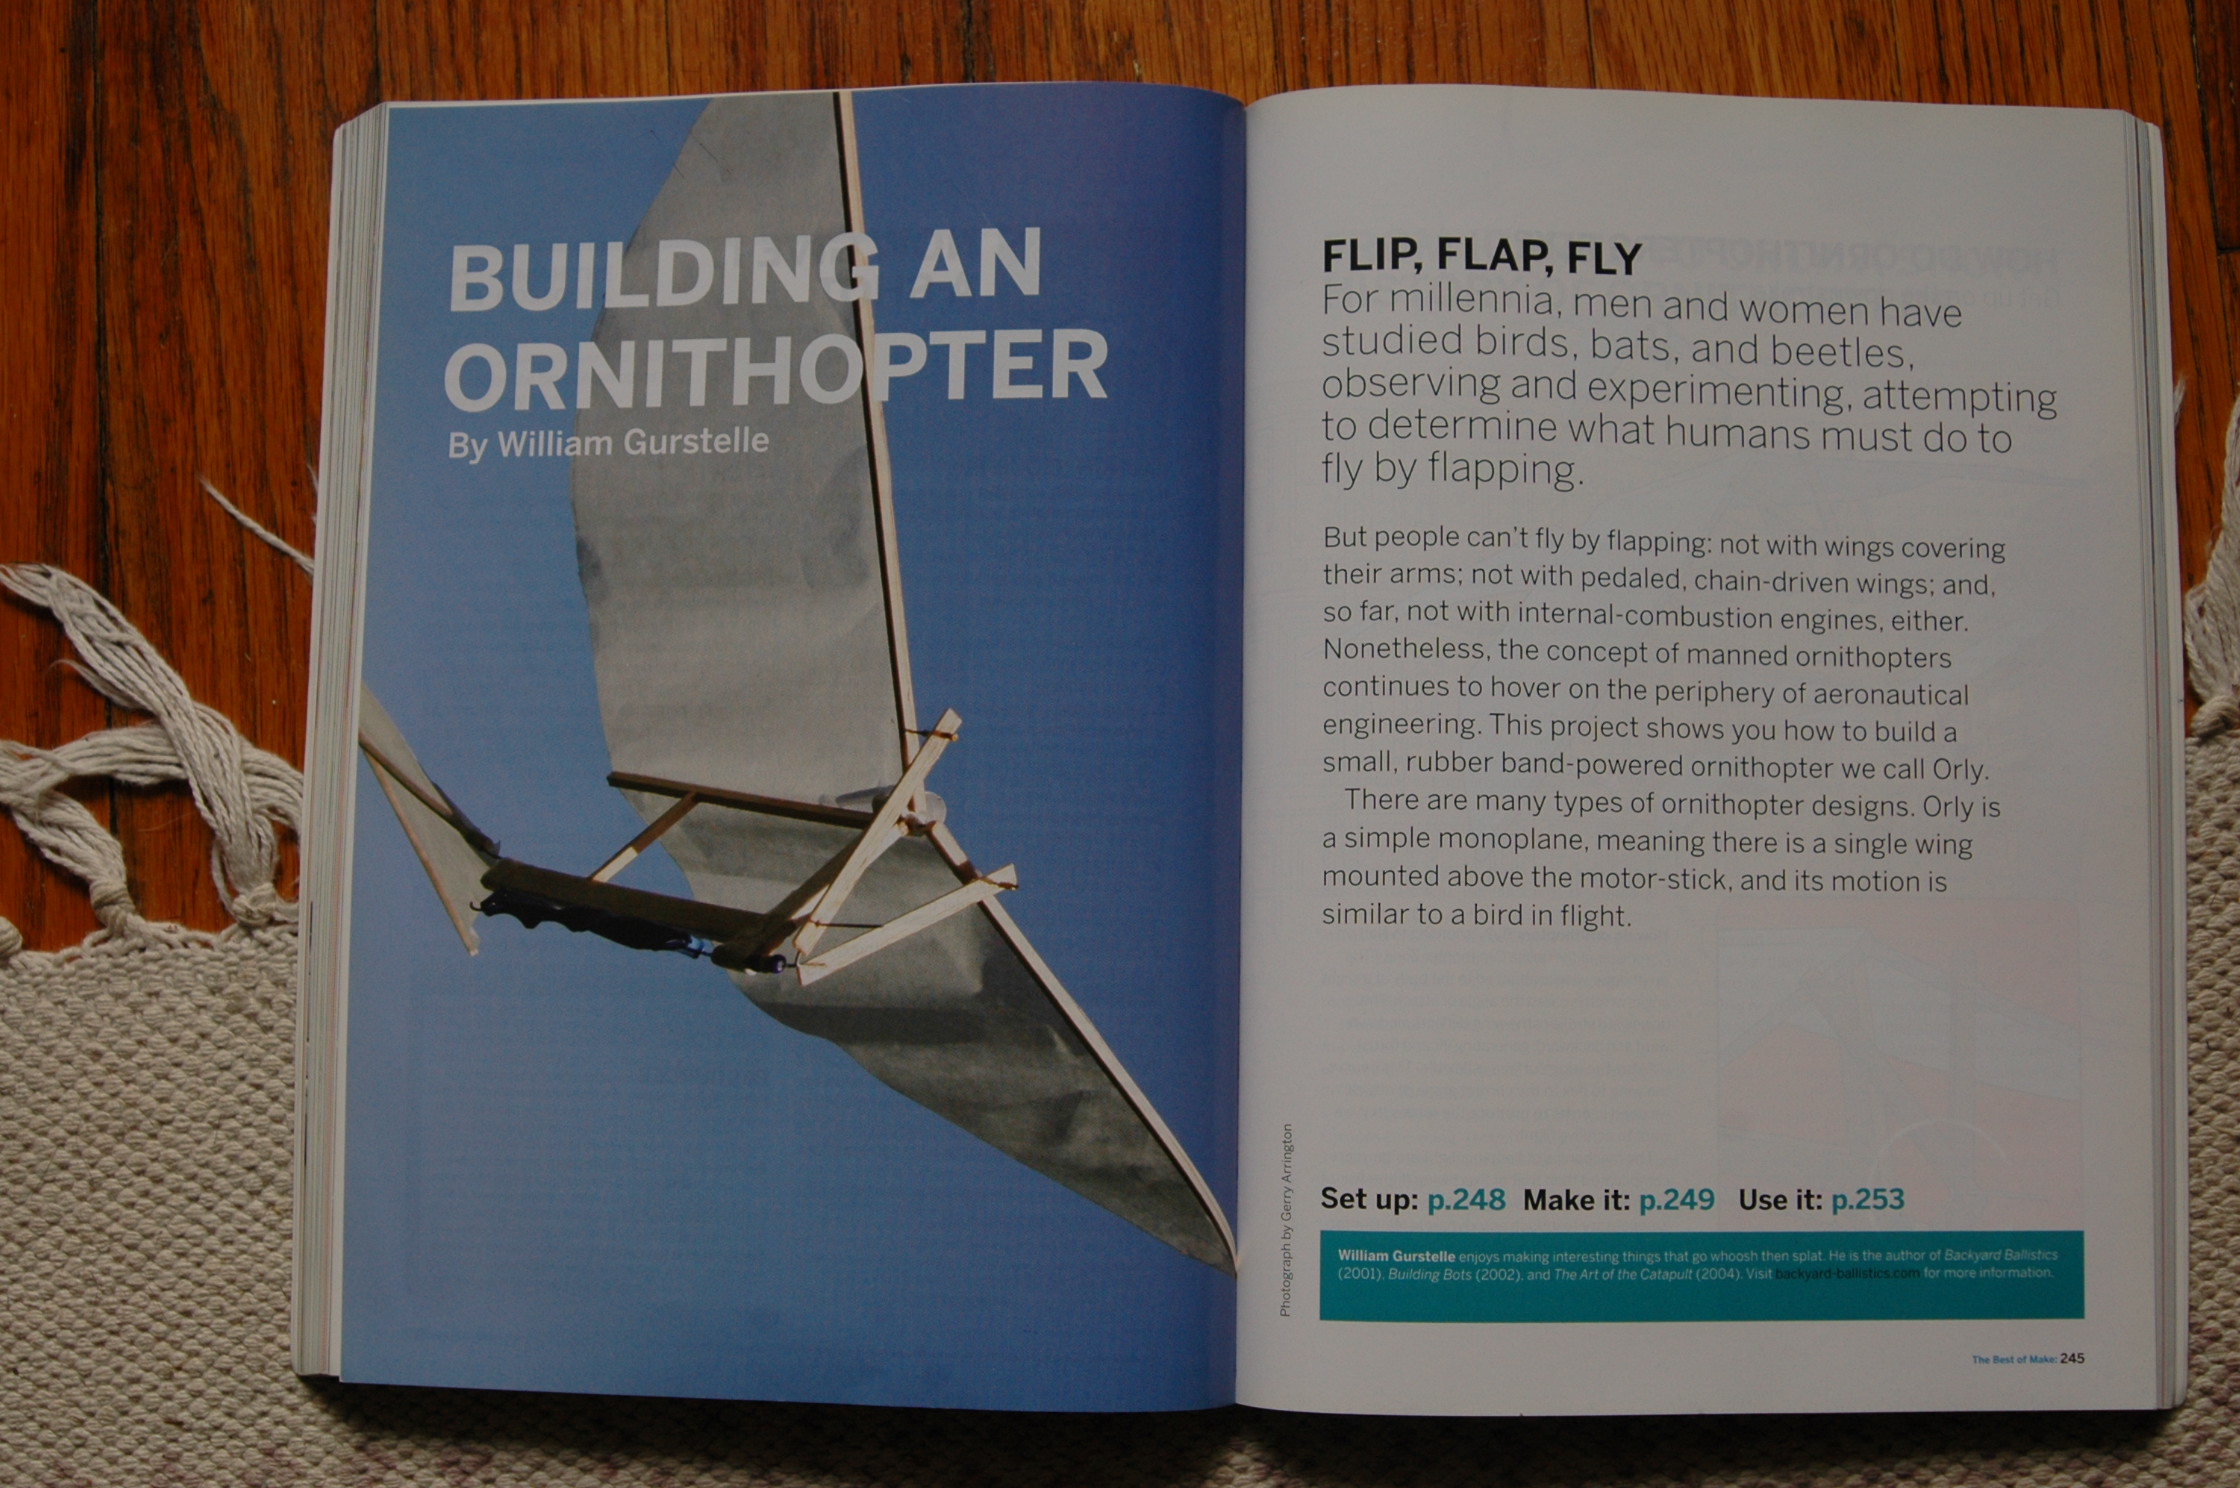 BUILDING AN
ORNITHOPTER
By William Gurstelle
FLIP, FLAP, FLY
For millennia, men and women have
studied birds, bats, and beetles,
observing and experimenting, attempting
to determine what humans must do to
fly by flapping.
But people can't fly by flapping: not with wings covering
their arms; not with pedaled, chain-driven wings; and,
so far, not with internal-combustion engines, either.
Nonetheless, the concept of manned ornithopters
continues to hover on the periphery of aeronautical
engineering. This project shows you how to build a
small, rubber band-powered ornithopter we call Orly.
There are many types of ornithopter designs. Orly is
a simple monoplane, meaning there is a single wing
mounted above the motor-stick, and its motion is
similar to a bird in flight.
Set up: p.248 Make it: p.249 Use it: p.253
William Gurstelle enjoys making interesting things that go whoosh then splat. He is the author of Backyard Ballistics
(2001), Building Bots (2002), and The Art of the Catapult (2004). Visit backyard-ballistics.com for more information.
Photograph by Gerry Arrington
The Best of Make: 245